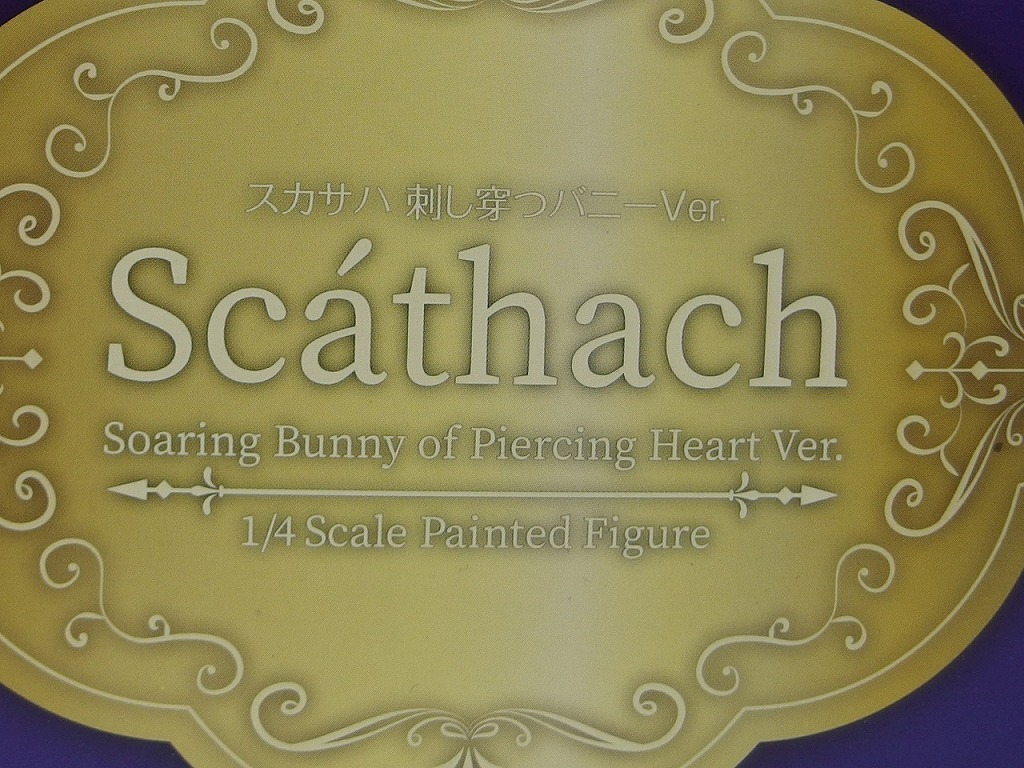 スカサハ 刺し穿つバニーVer.
Scáthach
Soaring Bunny of Piercing Heart Ver.
1/4 Scale Painted Figure